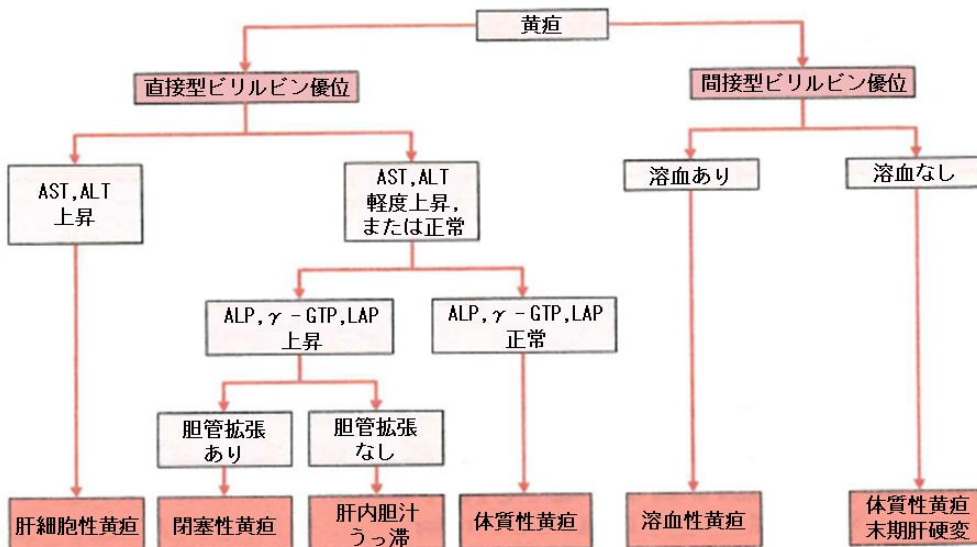 黄疸
直接型ビリルビン優位
間接型ビリルビン優位
AST,ALT
上昇
AST,ALT
軽度上昇,
または正常
溶血あり
溶血なし
ALP,γ-GTP,LAP
上昇
ALP,γ-GTP,LAP
正常
胆管拡張
あり
胆管拡張
なし
肝細胞性黄疸
閉塞性黄疸
肝内胆汁
うっ滞
体質性黄疸
溶血性黄疸
体質性黄疸
末期肝硬変